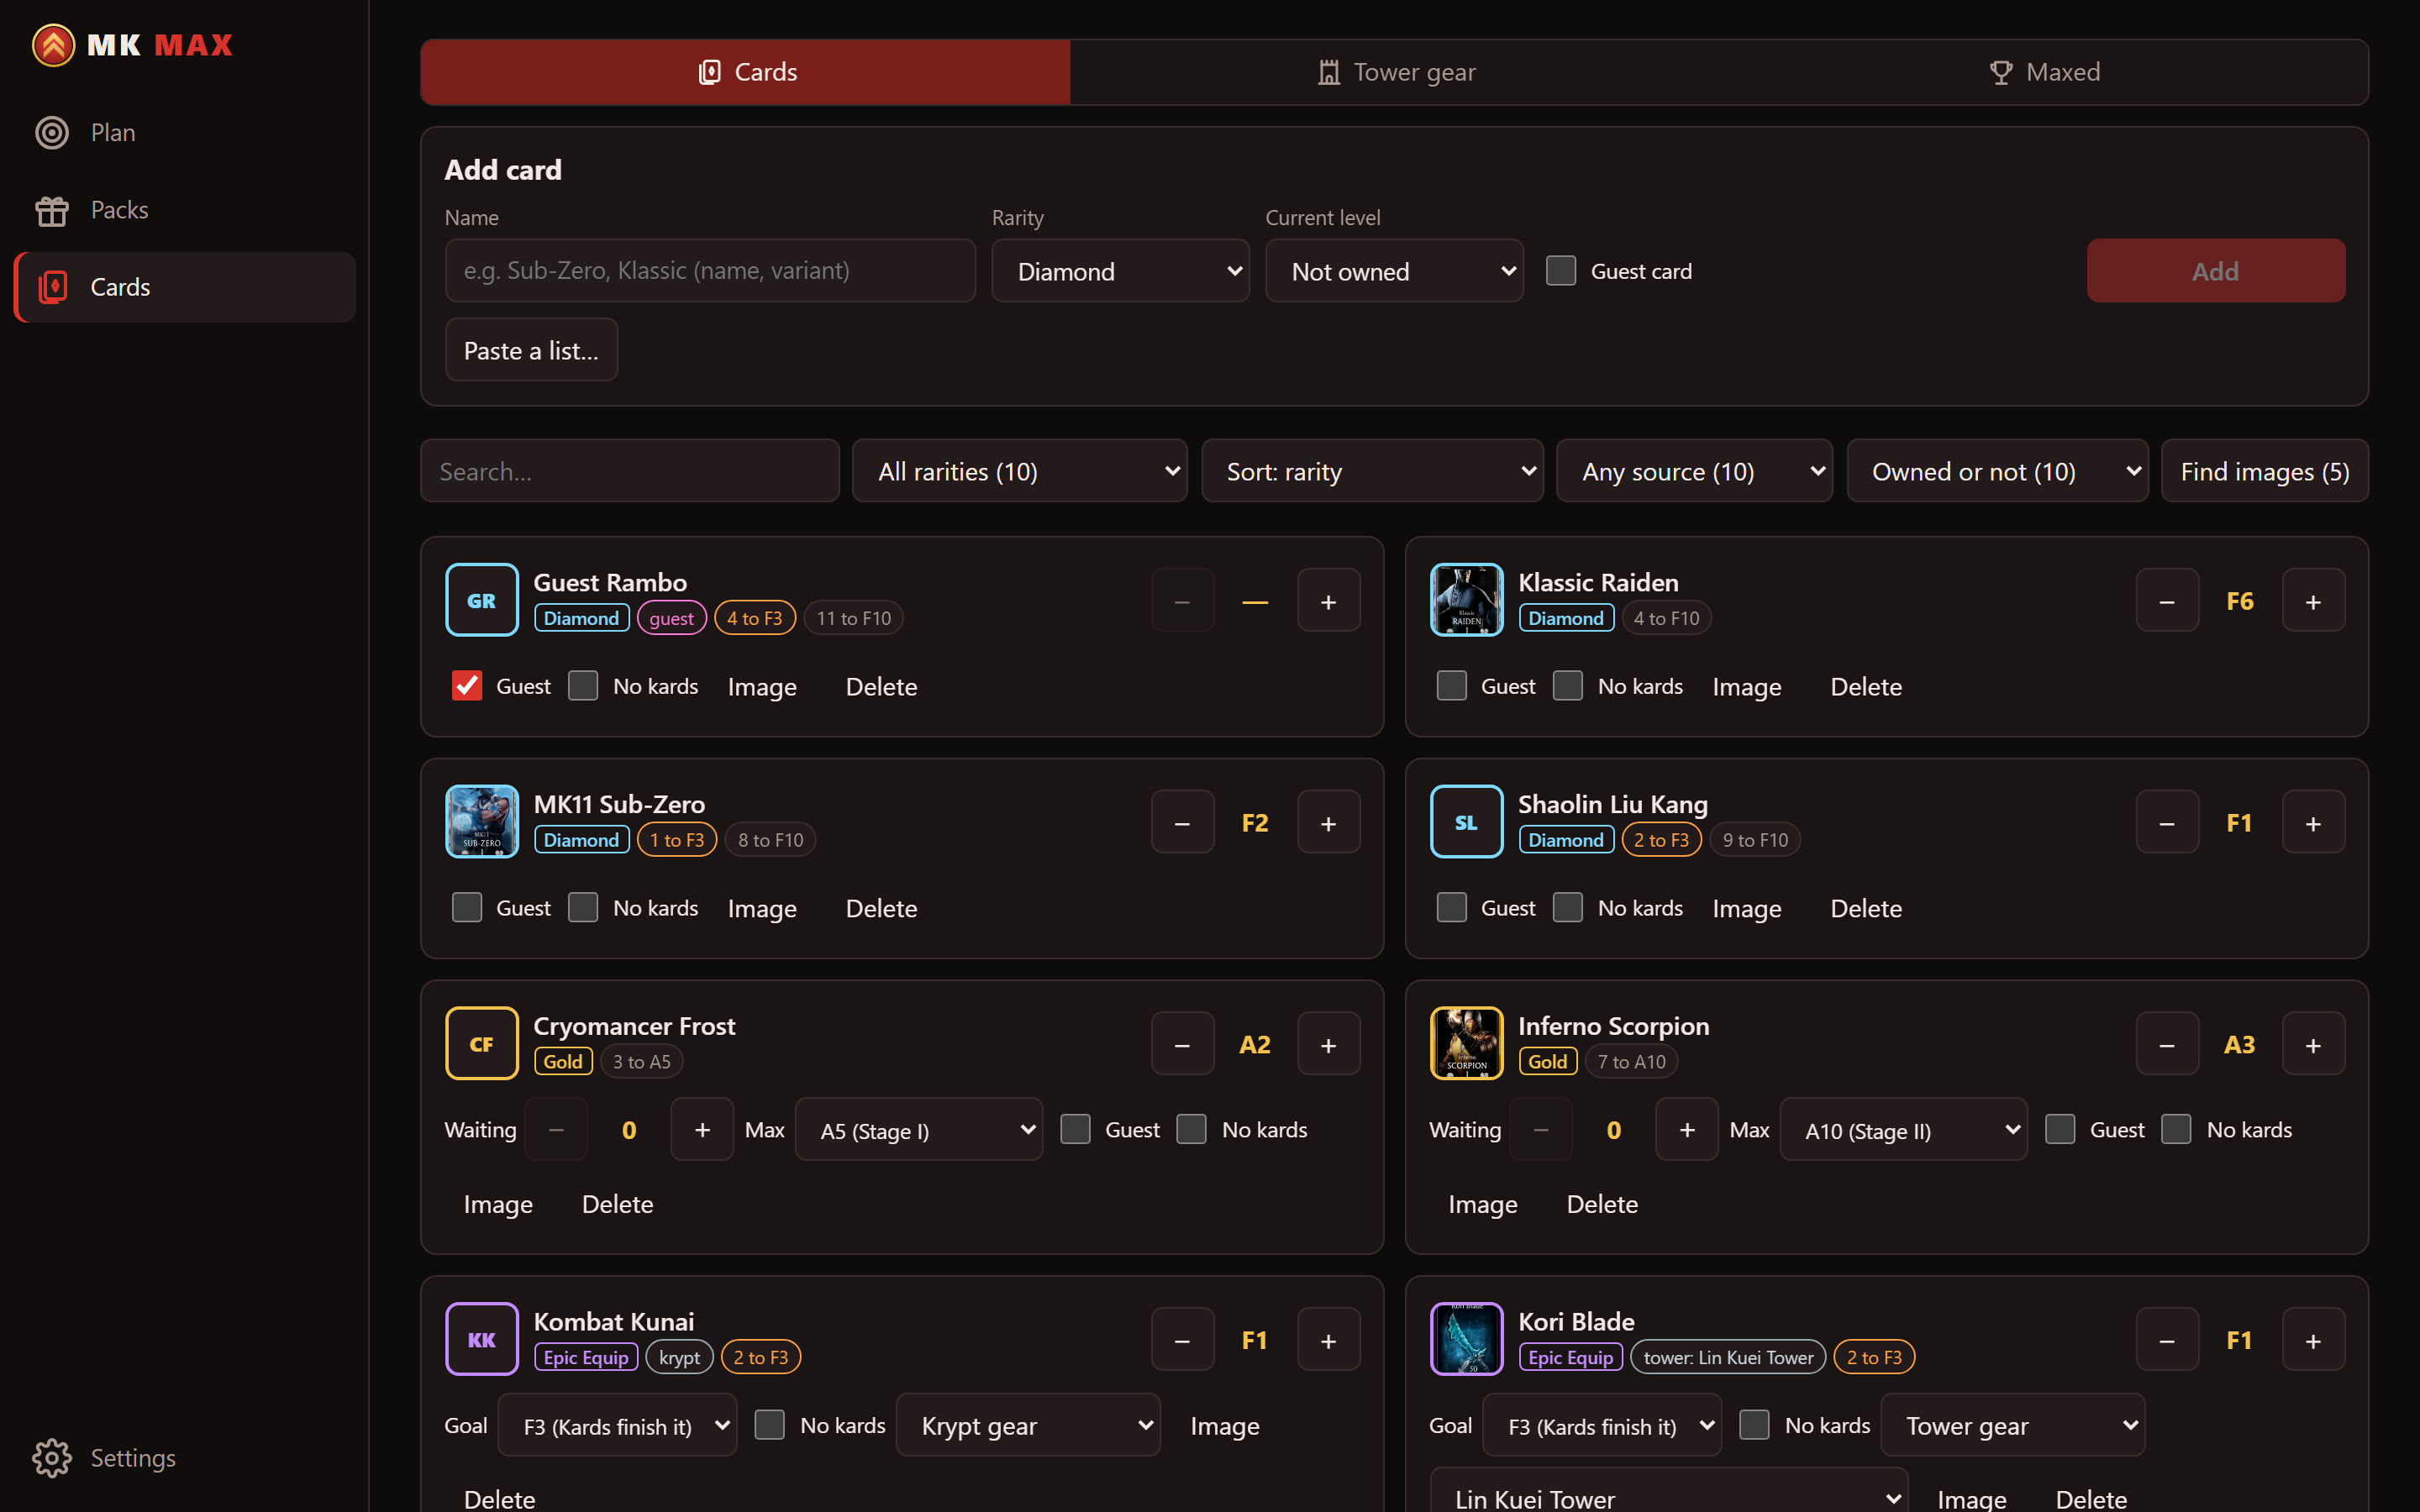 MK MAX
Plan
Packs
Cards
Settings
Cards
Tower gear
Maxed
Add card
Name
Rarity
Current level
e.g. Sub-Zero, Klassic (name, variant)
Diamond
Not owned
Guest card
Add
Paste a list...
Search...
All rarities (10)
Sort: rarity
Any source (10)
Owned or not (10)
Find images (5)
GR
Guest Rambo
Diamond guest 4 to F3 11 to F10
− — +
Guest No kards Image Delete
Klassic RAIDEN
Klassic Raiden
Diamond 4 to F10
− F6 +
Guest No kards Image Delete
MK11 SUB-ZERO
MK11 Sub-Zero
Diamond 1 to F3 8 to F10
− F2 +
Guest No kards Image Delete
SL
Shaolin Liu Kang
Diamond 2 to F3 9 to F10
− F1 +
Guest No kards Image Delete
CF
Cryomancer Frost
Gold 3 to A5
− A2 +
Waiting − 0 + Max A5 (Stage I) Guest No kards
Image Delete
Inferno SCORPION
Inferno Scorpion
Gold 7 to A10
− A3 +
Waiting − 0 + Max A10 (Stage II) Guest No kards
Image Delete
KK
Kombat Kunai
Epic Equip krypt 2 to F3
− F1 +
Goal F3 (Kards finish it) No kards Krypt gear Image
Delete
50
Kori Blade
Epic Equip tower: Lin Kuei Tower 2 to F3
− F1 +
Goal F3 (Kards finish it) No kards Tower gear
Lin Kuei Tower Image Delete